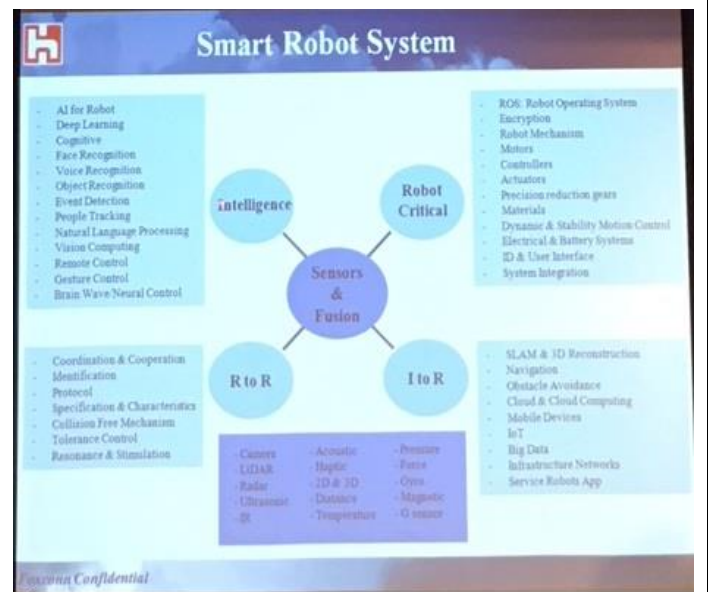 Smart Robot System
- AI for Robot
- Deep Learning
- Cognitive
- Face Recognition
- Voice Recognition
- Object Recognition
- Event Detection
- People Tracking
- Natural Language Processing
- Vision Computing
- Remote Control
- Gesture Control
- Brain Wave/Neural Control
- ROS: Robot Operating System
- Encryption
- Robot Mechanism
- Motors
- Controllers
- Actuators
- Precision reduction gears
- Materials
- Dynamic & Stability Motion Control
- Electrical & Battery Systems
- ID & User Interface
- System Integration
Intelligence
Robot
Critical
Sensors
&
Fusion
R to R
I to R
- Coordination & Cooperation
- Identification
- Protocol
- Specification & Characteristics
- Collision Free Mechanism
- Tolerance Control
- Resonance & Stimulation
- SLAM & 3D Reconstruction
- Navigation
- Obstacle Avoidance
- Cloud & Cloud Computing
- Mobile Devices
- IoT
- Big Data
- Infrastructure Networks
- Service Robots App
- Camera
- LiDAR
- Radar
- Ultrasonic
- IR
- Acoustic
- Haptic
- 2D & 3D
- Distance
- Temperature
- Pressure
- Force
- Gyro
- Magnetic
- G sensor
Foxconn Confidential